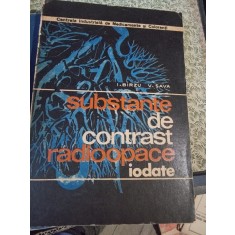 Centrala Industrială de Medicamente și Coloranți
I. BÎRZU V. SAVA
substanțe
de
contrast
radioopace
iodate